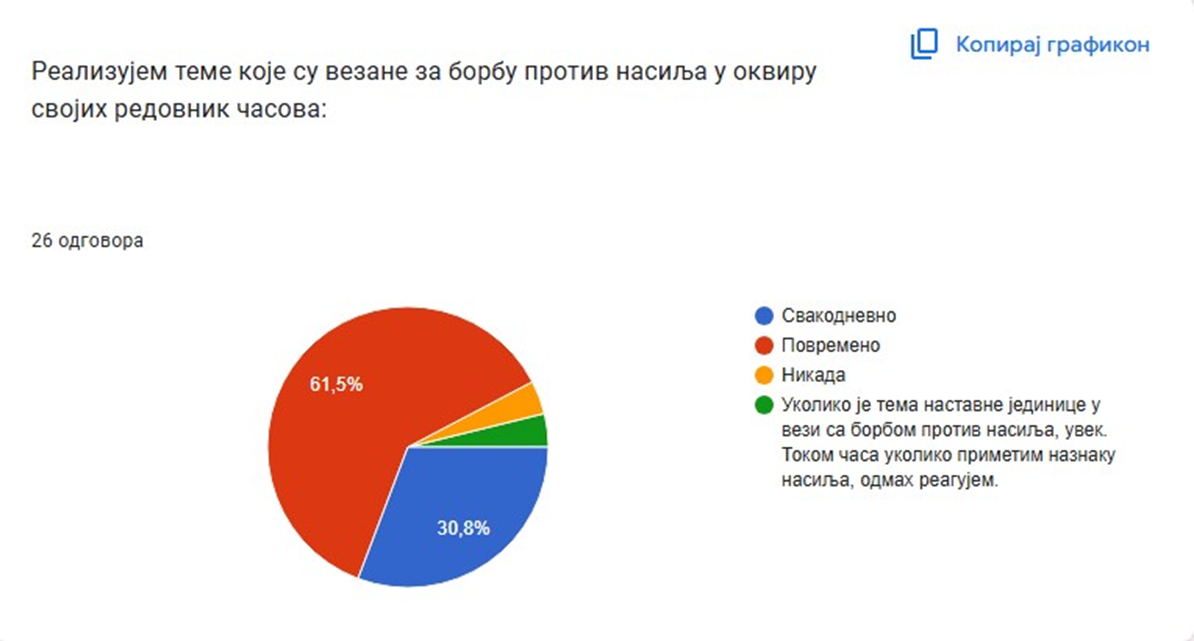 Копирај графикон
Реализујем теме које су везане за борбу против насиља у оквиру
својих редовник часова:
26 одговора
61,5%
30,8%
Свакодневно
Повремено
Никада
Уколико је тема наставне јединице у
вези са борбом против насиља, увек.
Током часа уколико приметим назнаку
насиља, одмах реагујем.